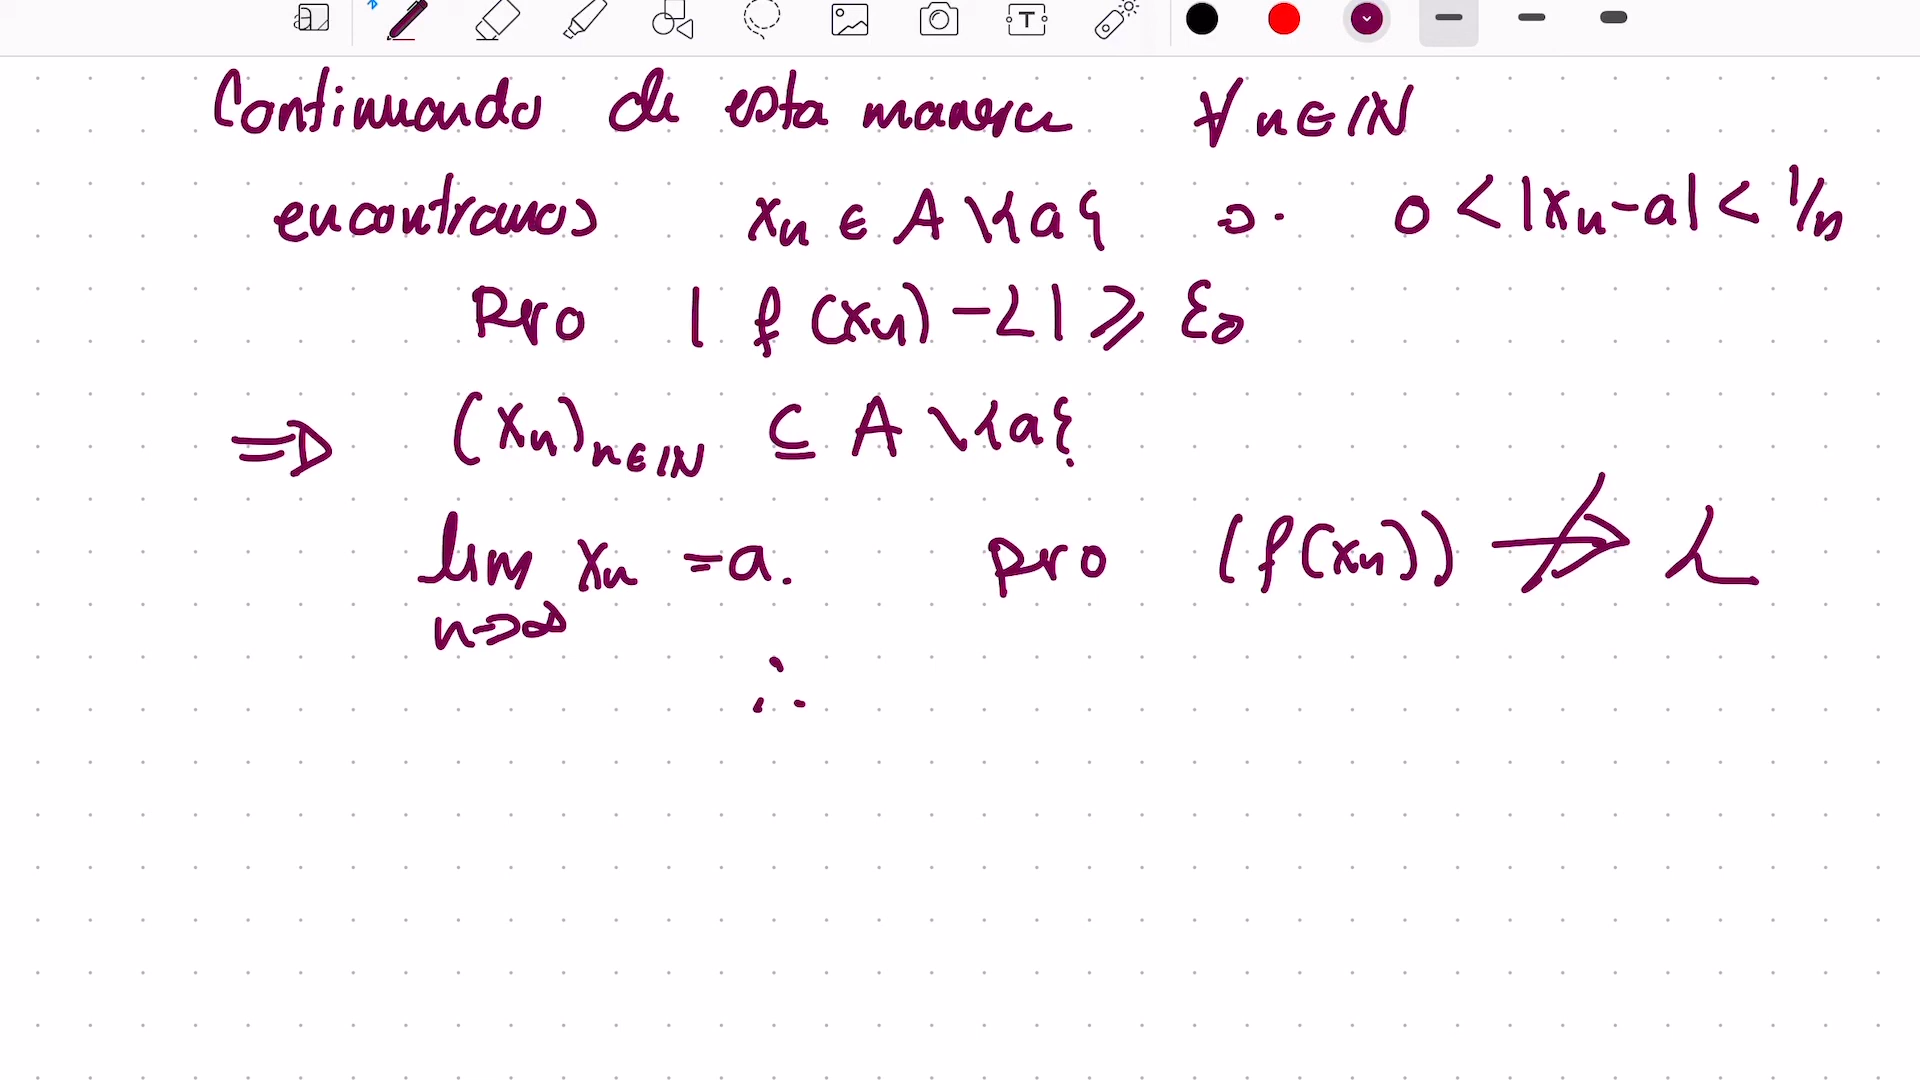 Continuando de esta manera ∀ n ∈ ℕ
encontramos xₙ ∈ A \ {a} ∋. 0 < |xₙ - a| < 1/n
Pero | f(xₙ) - L | ≥ ε₀
⇒ (xₙ)ₙ∈ℕ ⊆ A \ {a}
lim xₙ = a. pero (f(xₙ)) ↛ L
n→∞
∴